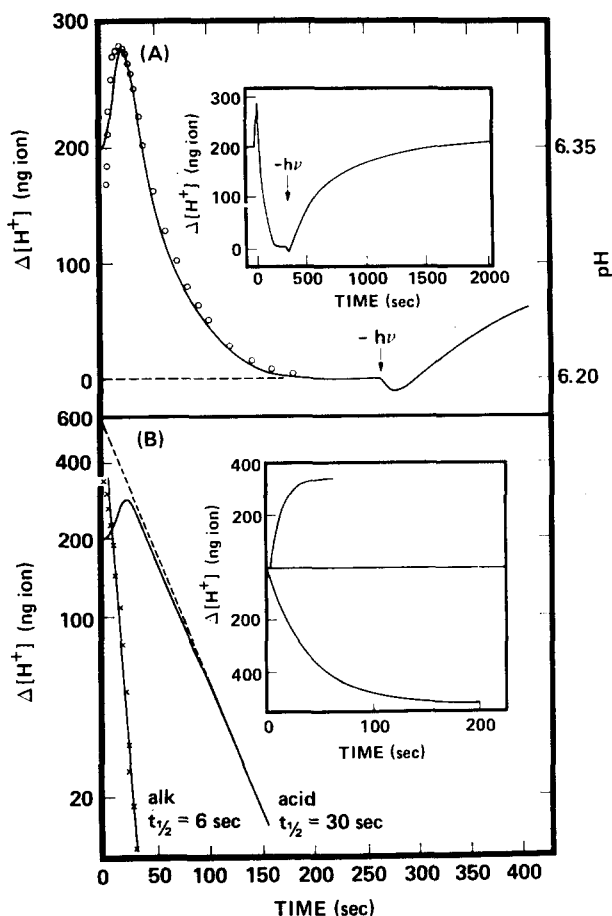 (A)
Δ[H⁺] (ng ion)
300
200
100
0
Δ[H⁺] (ng ion)
300
200
100
0
-hν
0 500 1000 1500 2000
TIME (sec)
-hν
6.35
6.20
pH
(B)
Δ[H⁺] (ng ion)
600
400
200
100
20
alk
t½ = 6 sec
acid
t½ = 30 sec
Δ[H⁺] (ng ion)
400
200
200
400
0 100 200
TIME (sec)
0 50 100 150 200 250 300 350 400
TIME (sec)